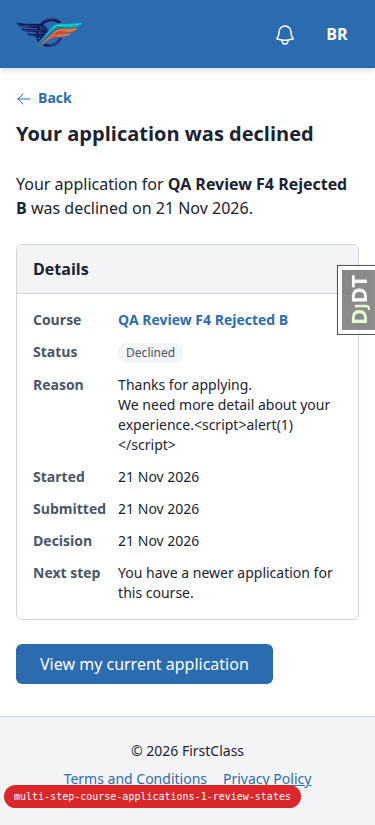 BR
Back
Your application was declined
Your application for QA Review F4 Rejected
B was declined on 21 Nov 2026.
Details
DjDT
Course QA Review F4 Rejected B
Status Declined
Reason Thanks for applying.
We need more detail about your
experience.<script>alert(1)
</script>
Started 21 Nov 2026
Submitted 21 Nov 2026
Decision 21 Nov 2026
Next step You have a newer application for
this course.
View my current application
© 2026 FirstClass
Terms and Conditions Privacy Policy
multi-step-course-applications-1-review-states